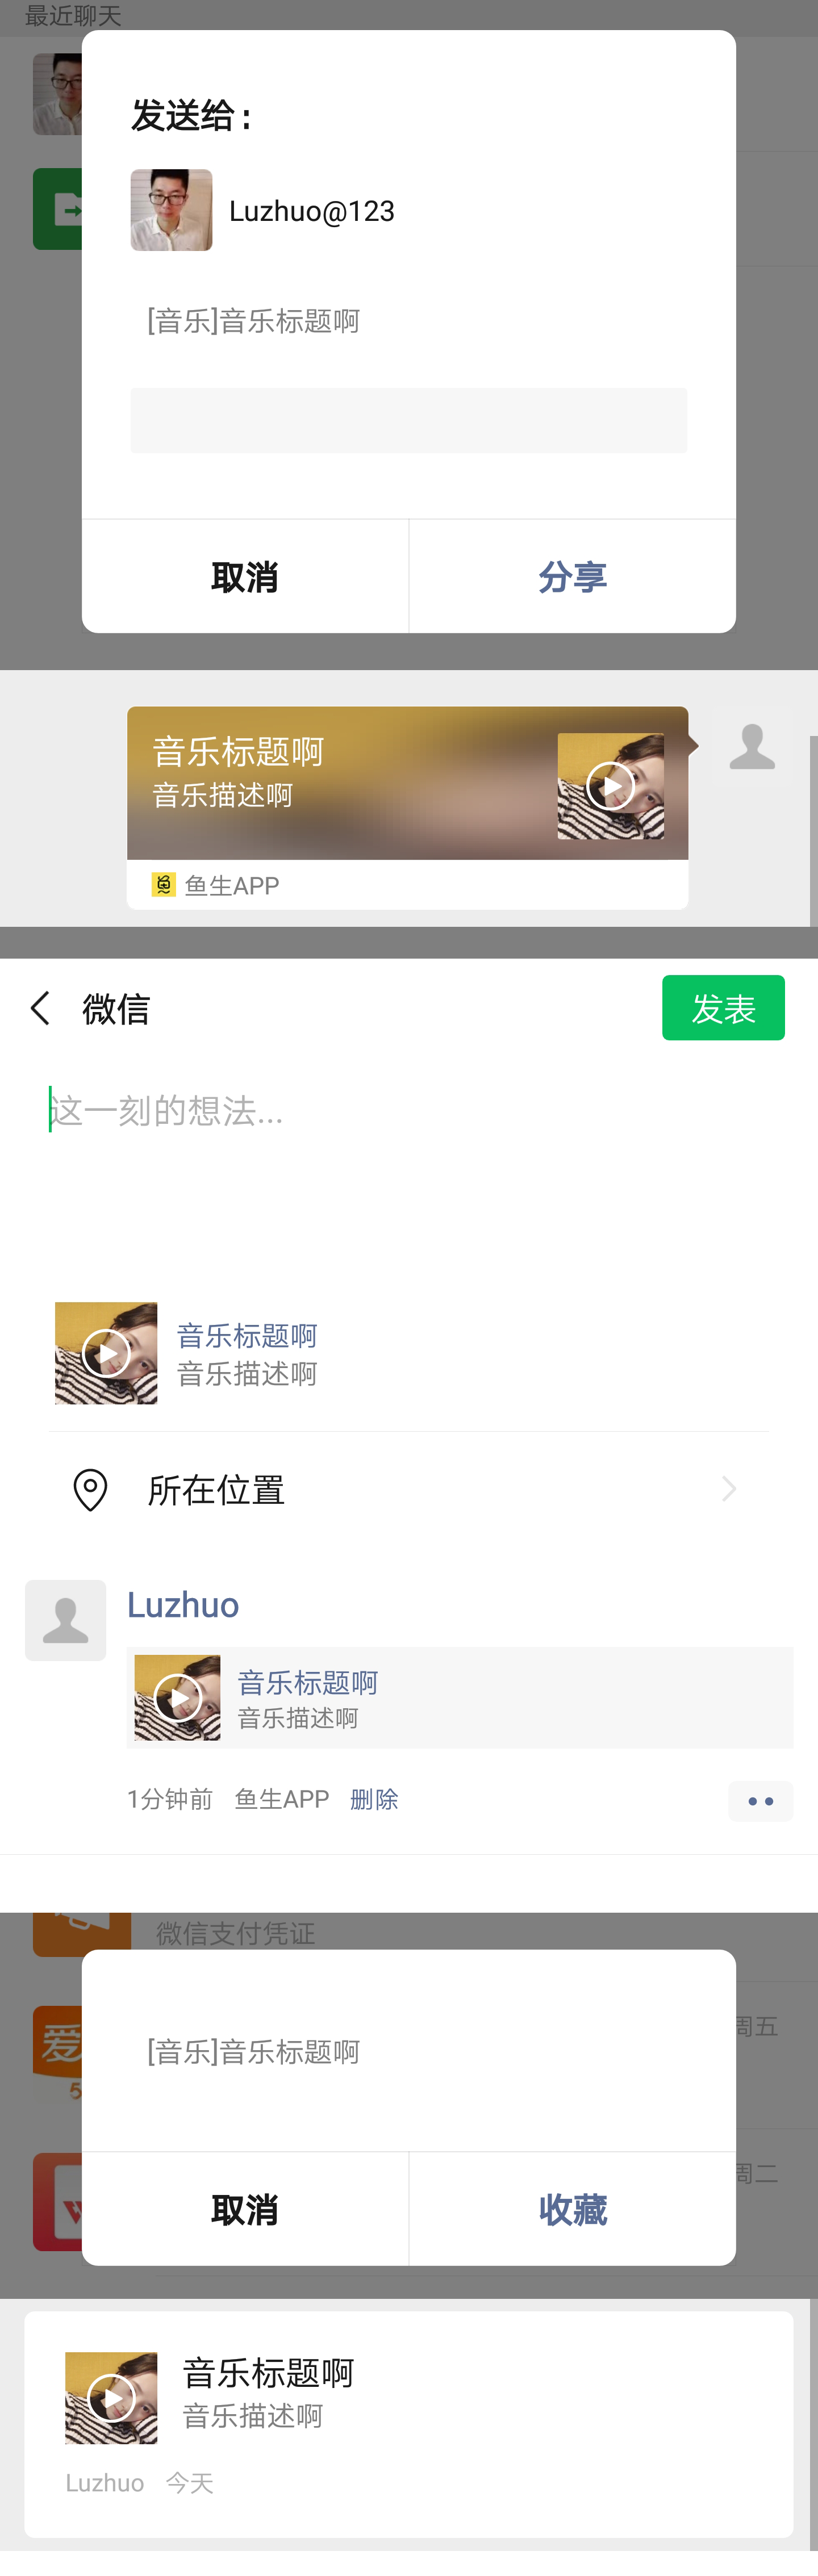 最近聊天
发送给：
Luzhuo@123
[音乐]音乐标题啊
取消
分享
音乐标题啊
音乐描述啊
鱼生APP
微信
发表
这一刻的想法...
音乐标题啊
音乐描述啊
所在位置
Luzhuo
音乐标题啊
音乐描述啊
1分钟前 鱼生APP 删除
微信支付凭证
周五
爱
5
[音乐]音乐标题啊
周二
W
取消
收藏
音乐标题啊
音乐描述啊
Luzhuo 今天